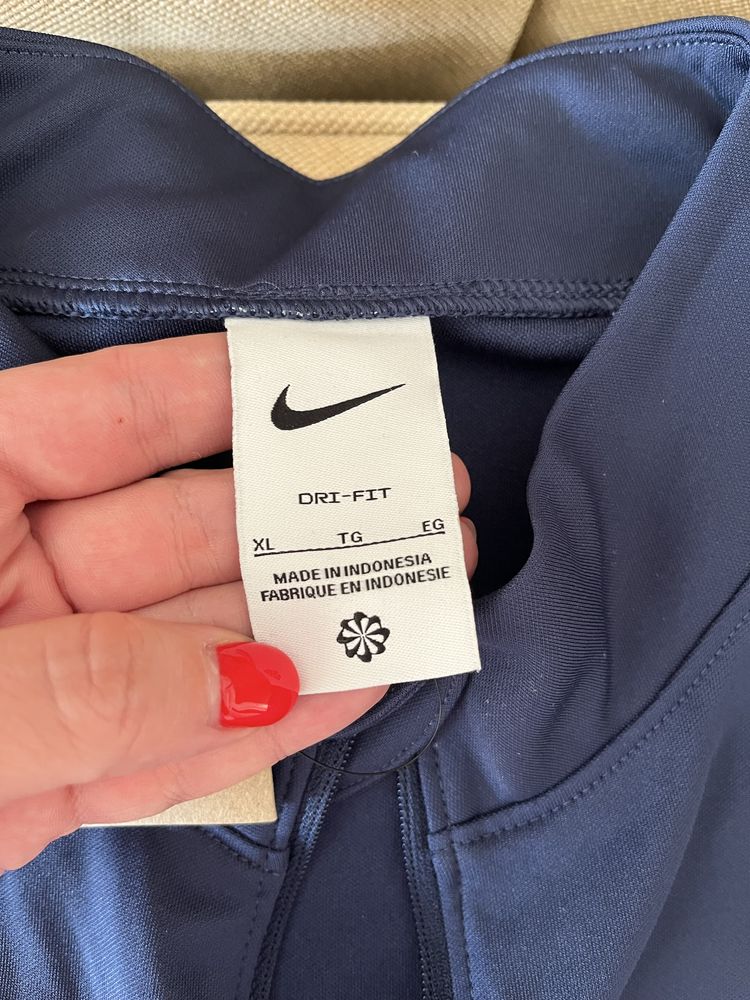 DRI-FIT
XL TG EG
MADE IN INDONESIA
FABRIQUE EN INDONESIE